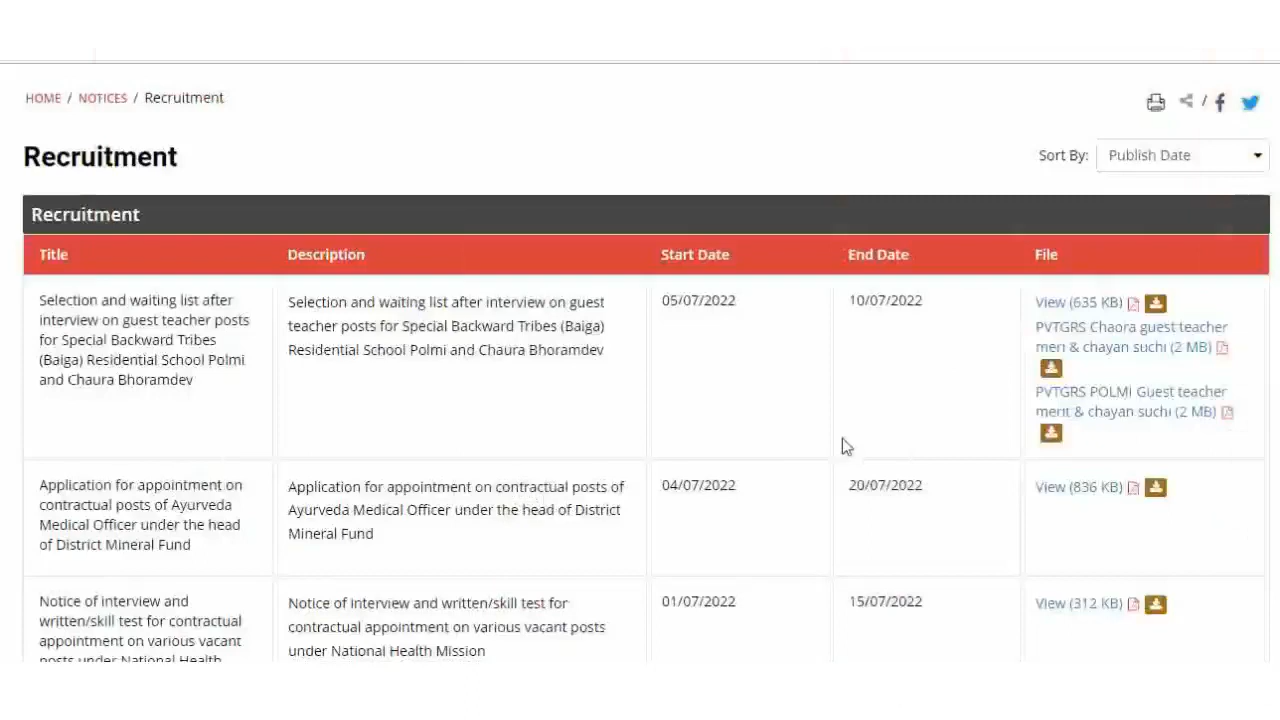 HOME / NOTICES / Recruitment
Recruitment
Sort By: Publish Date
Recruitment
Title Description Start Date End Date File
Selection and waiting list after
interview on guest teacher posts
for Special Backward Tribes
(Baiga) Residential School Polmi
and Chaura Bhoramdev
Selection and waiting list after interview on guest
teacher posts for Special Backward Tribes (Baiga)
Residential School Polmi and Chaura Bhoramdev
05/07/2022
10/07/2022
View (635 KB)
PVTGRS Chaora guest teacher
meri & chayan suchi (2 MB)
PVTGRS POLMI Guest teacher
merit & chayan suchi (2 MB)
Application for appointment on
contractual posts of Ayurveda
Medical Officer under the head
of District Mineral Fund
Application for appointment on contractual posts of
Ayurveda Medical Officer under the head of District
Mineral Fund
04/07/2022
20/07/2022
View (836 KB)
Notice of interview and
written/skill test for contractual
appointment on various vacant
posts under National Health
Notice of interview and written/skill test for
contractual appointment on various vacant posts
under National Health Mission
01/07/2022
15/07/2022
View (312 KB)